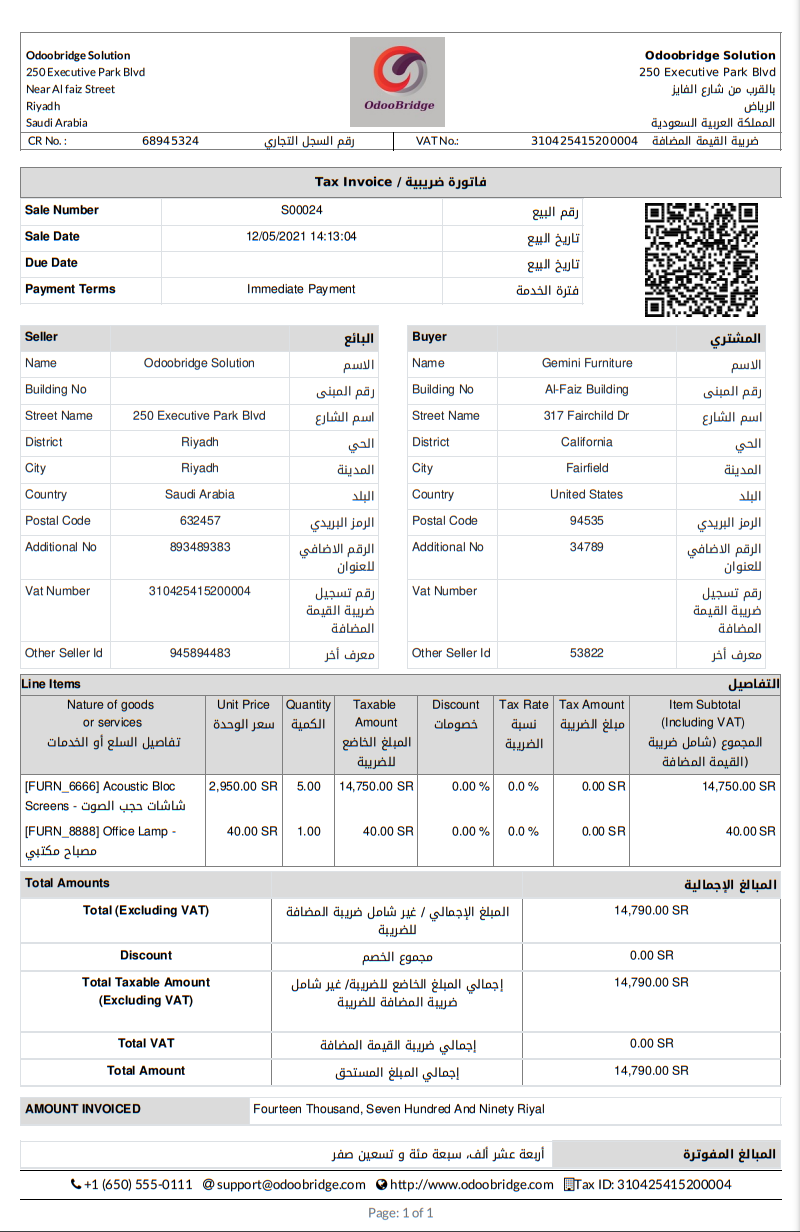 Odoobridge Solution
250 Executive Park Blvd
Near Al faiz Street
Riyadh
Saudi Arabia
OdooBridge
Odoobridge Solution
250 Executive Park Blvd
بالقرب من شارع الفايز
الرياض
المملكة العربية السعودية
CR No. : 68945324 رقم السجل التجاري VAT No.: 310425415200004 ضريبة القيمة المضافة
Tax Invoice / فاتورة ضريبية
Sale Number S00024 رقم البيع
Sale Date 12/05/2021 14:13:04 تاريخ البيع
Due Date تاريخ البيع
Payment Terms Immediate Payment فترة الخدمة
Seller البائع
Name Odoobridge Solution الاسم
Building No رقم المبنى
Street Name 250 Executive Park Blvd اسم الشارع
District Riyadh الحي
City Riyadh المدينة
Country Saudi Arabia البلد
Postal Code 632457 الرمز البريدي
Additional No 893489383 الرقم الاضافي
للعنوان
Vat Number 310425415200004 رقم تسجيل
ضريبة القيمة
المضافة
Other Seller Id 945894483 معرف أخر
Buyer المشتري
Name Gemini Furniture الاسم
Building No Al-Faiz Building رقم المبنى
Street Name 317 Fairchild Dr اسم الشارع
District California الحي
City Fairfield المدينة
Country United States البلد
Postal Code 94535 الرمز البريدي
Additional No 34789 الرقم الاضافي
للعنوان
Vat Number رقم تسجيل
ضريبة القيمة
المضافة
Other Seller Id 53822 معرف أخر
Line Items التفاصيل
Nature of goods
or services
تفاصيل السلع أو الخدمات
Unit Price
سعر الوحدة
Quantity
الكمية
Taxable
Amount
المبلغ الخاضع
للضريبة
Discount
خصومات
Tax Rate
نسبة
الضريبة
Tax Amount
مبلغ الضريبة
Item Subtotal
(Including VAT)
المجموع (شامل ضريبة
القيمة المضافة)
[FURN_6666] Acoustic Bloc 2,950.00 SR 5.00 14,750.00 SR 0.00 % 0.0 % 0.00 SR 14,750.00 SR
Screens - شاشات حجب الصوت
[FURN_8888] Office Lamp - 40.00 SR 1.00 40.00 SR 0.00 % 0.0 % 0.00 SR 40.00 SR
مصباح مكتبي
Total Amounts المبالغ الإجمالية
Total (Excluding VAT) المبلغ الإجمالي / غير شامل ضريبة المضافة 14,790.00 SR
للضريبة
Discount مجموع الخصم 0.00 SR
Total Taxable Amount إجمالي المبلغ الخاضع للضريبة/ غير شامل 14,790.00 SR
(Excluding VAT) ضريبة المضافة للضريبة
Total VAT إجمالي ضريبة القيمة المضافة 0.00 SR
Total Amount إجمالي المبلغ المستحق 14,790.00 SR
AMOUNT INVOICED Fourteen Thousand, Seven Hundred And Ninety Riyal
المبالغ المفوترة أربعة عشر ألف، سبعة مئة و تسعين صفر
+1 (650) 555-0111 @ support@odoobridge.com http://www.odoobridge.com Tax ID: 310425415200004
Page: 1 of 1